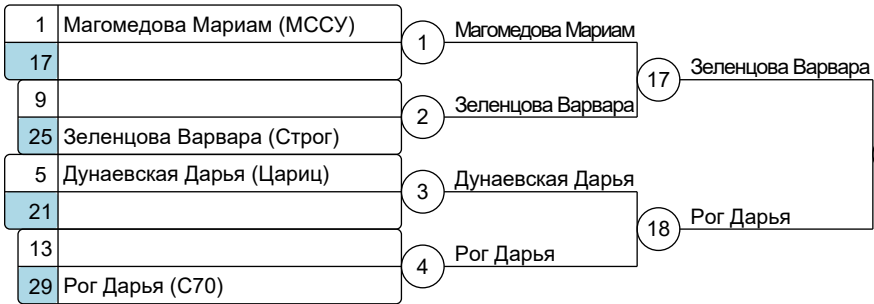 1 Магомедова Мариам (МССУ)
17
9
25 Зеленцова Варвара (Строг)
5 Дунаевская Дарья (Цариц)
21
13
29 Рог Дарья (С70)
1 Магомедова Мариам
2 Зеленцова Варвара
3 Дунаевская Дарья
4 Рог Дарья
17 Зеленцова Варвара
18 Рог Дарья